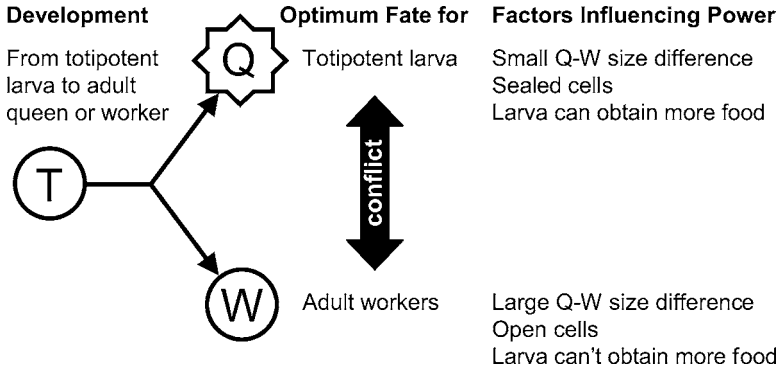 Development
From totipotent
larva to adult
queen or worker
T
Q
W
Optimum Fate for
Totipotent larva
conflict
Adult workers
Factors Influencing Power
Small Q-W size difference
Sealed cells
Larva can obtain more food
Large Q-W size difference
Open cells
Larva can't obtain more food